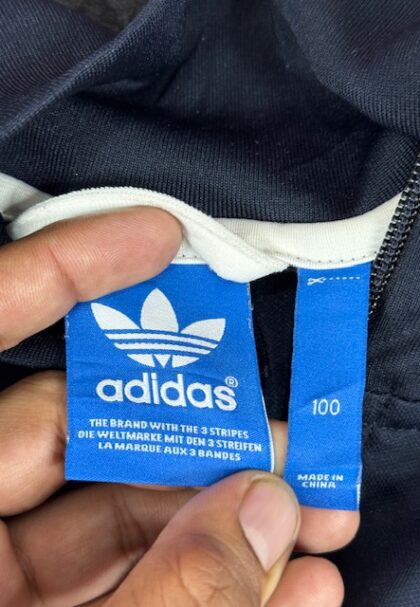 adidas®
THE BRAND WITH THE 3 STRIPES
DIE WELTMARKE MIT DEN 3 STREIFEN
LA MARQUE AUX 3 BANDES
100
MADE IN
CHINA